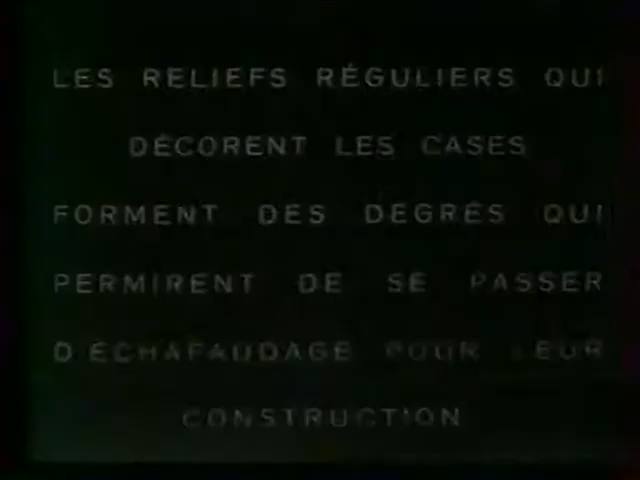 LES RELIEFS RÉGULIERS QUI
DÉCORENT LES CASES
FORMENT DES DEGRÉS QUI
PERMIRENT DE SE PASSER
D'ÉCHAFAUDAGE POUR LEUR
CONSTRUCTION